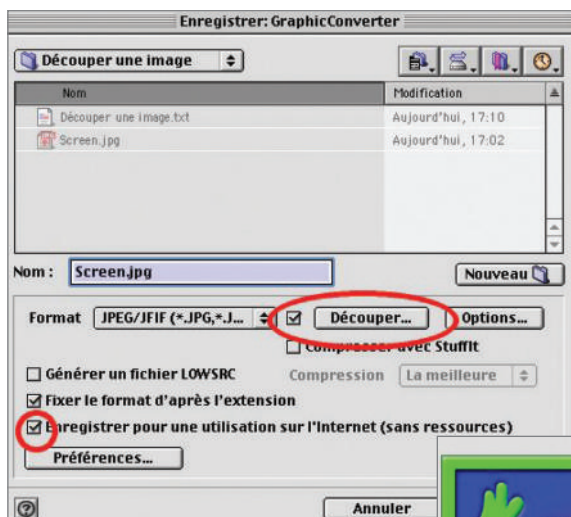 Enregistrer: GraphicConverter
Découper une image
Nom Modification
Découper une image.txt Aujourd'hui, 17:10
Screen.jpg Aujourd'hui, 17:02
Nom : Screen.jpg Nouveau
Format JPEG/JFIF (*.JPG,*.J... Découper... Options...
Compresser avec StuffIt
Générer un fichier LOWSRC Compression La meilleure
Fixer le format d'après l'extension
Enregistrer pour une utilisation sur l'Internet (sans ressources)
Préférences...
? Annuler